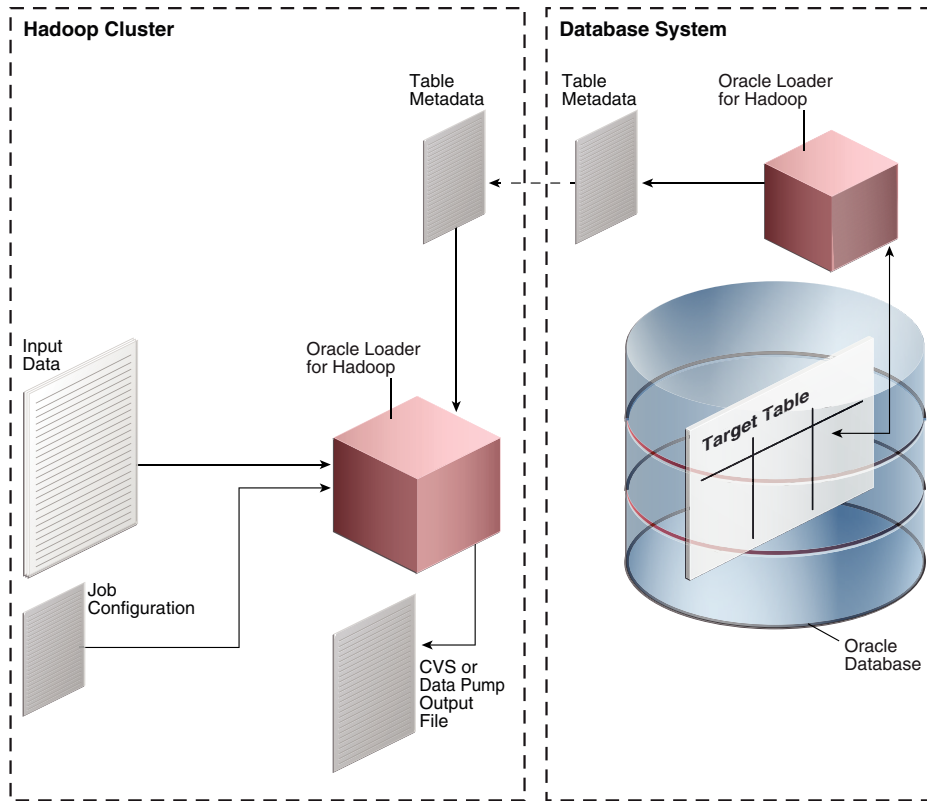 Hadoop Cluster
Database System
Table
Metadata
Table
Metadata
Oracle Loader
for Hadoop
Input
Data
Oracle Loader
for Hadoop
Target Table
Job
Configuration
CVS or
Data Pump
Output
File
Oracle
Database